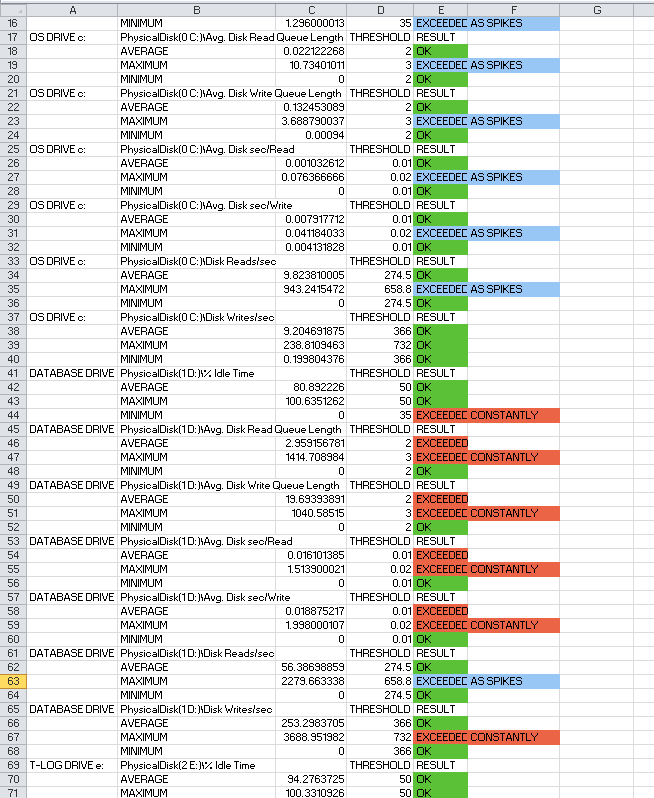 A B C D E F G
16 MINIMUM 1.296000013 35 EXCEEDED AS SPIKES
17 OS DRIVE c: PhysicalDisk(0 C:)\Avg. Disk Read Queue Length THRESHOLD RESULT
18 AVERAGE 0.022122268 2 OK
19 MAXIMUM 10.73401011 3 EXCEEDED AS SPIKES
20 MINIMUM 0 2 OK
21 OS DRIVE c: PhysicalDisk(0 C:)\Avg. Disk Write Queue Length THRESHOLD RESULT
22 AVERAGE 0.132453089 2 OK
23 MAXIMUM 3.688790037 3 EXCEEDED AS SPIKES
24 MINIMUM 0.00094 2 OK
25 OS DRIVE c: PhysicalDisk(0 C:)\Avg. Disk sec/Read THRESHOLD RESULT
26 AVERAGE 0.001032612 0.01 OK
27 MAXIMUM 0.076366666 0.02 EXCEEDED AS SPIKES
28 MINIMUM 0 0.01 OK
29 OS DRIVE c: PhysicalDisk(0 C:)\Avg. Disk sec/Write THRESHOLD RESULT
30 AVERAGE 0.007917712 0.01 OK
31 MAXIMUM 0.041184033 0.02 EXCEEDED AS SPIKES
32 MINIMUM 0.004131828 0.01 OK
33 OS DRIVE c: PhysicalDisk(0 C:)\Disk Reads/sec THRESHOLD RESULT
34 AVERAGE 9.823810005 274.5 OK
35 MAXIMUM 943.2415472 658.8 EXCEEDED AS SPIKES
36 MINIMUM 0 274.5 OK
37 OS DRIVE c: PhysicalDisk(0 C:)\Disk Writes/sec THRESHOLD RESULT
38 AVERAGE 9.204691875 366 OK
39 MAXIMUM 238.8109463 732 OK
40 MINIMUM 0.199804376 366 OK
41 DATABASE DRIVE PhysicalDisk(1 D:)\% Idle Time THRESHOLD RESULT
42 AVERAGE 80.892226 50 OK
43 MAXIMUM 100.6351262 50 OK
44 MINIMUM 0 35 EXCEEDED CONSTANTLY
45 DATABASE DRIVE PhysicalDisk(1 D:)\Avg. Disk Read Queue Length THRESHOLD RESULT
46 AVERAGE 2.959156781 2 EXCEEDED
47 MAXIMUM 1414.708984 3 EXCEEDED CONSTANTLY
48 MINIMUM 0 2 OK
49 DATABASE DRIVE PhysicalDisk(1 D:)\Avg. Disk Write Queue Length THRESHOLD RESULT
50 AVERAGE 19.69393891 2 EXCEEDED
51 MAXIMUM 1040.58515 3 EXCEEDED CONSTANTLY
52 MINIMUM 0 2 OK
53 DATABASE DRIVE PhysicalDisk(1 D:)\Avg. Disk sec/Read THRESHOLD RESULT
54 AVERAGE 0.016101385 0.01 EXCEEDED
55 MAXIMUM 1.513900021 0.02 EXCEEDED CONSTANTLY
56 MINIMUM 0 0.01 OK
57 DATABASE DRIVE PhysicalDisk(1 D:)\Avg. Disk sec/Write THRESHOLD RESULT
58 AVERAGE 0.018875217 0.01 EXCEEDED
59 MAXIMUM 1.998000107 0.02 EXCEEDED CONSTANTLY
60 MINIMUM 0 0.01 OK
61 DATABASE DRIVE PhysicalDisk(1 D:)\Disk Reads/sec THRESHOLD RESULT
62 AVERAGE 56.38698859 274.5 OK
63 MAXIMUM 2279.663338 658.8 EXCEEDED AS SPIKES
64 MINIMUM 0 274.5 OK
65 DATABASE DRIVE PhysicalDisk(1 D:)\Disk Writes/sec THRESHOLD RESULT
66 AVERAGE 253.2983705 366 OK
67 MAXIMUM 3688.951982 732 EXCEEDED CONSTANTLY
68 MINIMUM 0 366 OK
69 T-LOG DRIVE e: PhysicalDisk(2 E:)\% Idle Time THRESHOLD RESULT
70 AVERAGE 94.2763725 50 OK
71 MAXIMUM 100.3310926 50 OK